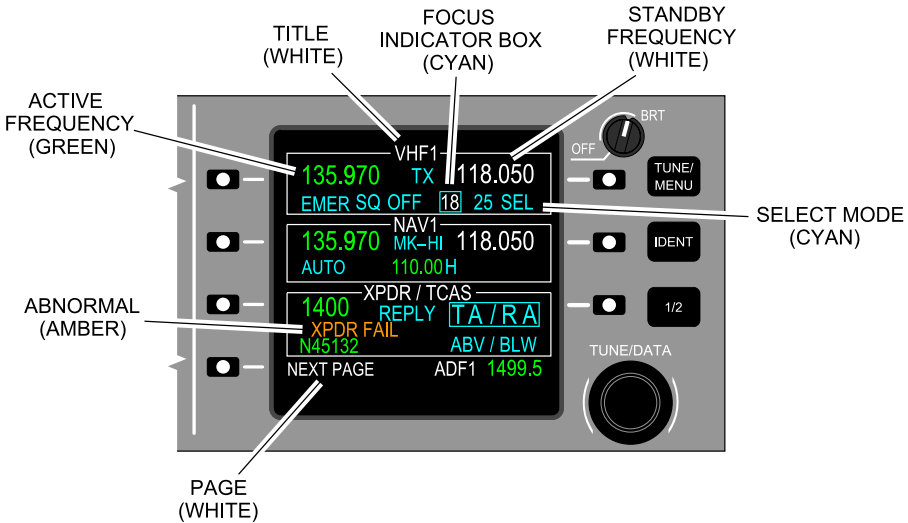 TITLE
(WHITE)
FOCUS
INDICATOR BOX
(CYAN)
STANDBY
FREQUENCY
(WHITE)
ACTIVE
FREQUENCY
(GREEN)
BRT
OFF
VHF1
135.970 TX 118.050
TUNE/
MENU
EMER SQ OFF 18 25 SEL
SELECT MODE
(CYAN)
NAV1
135.970 MK-HI 118.050
IDENT
AUTO 110.00H
XPDR / TCAS
1400 REPLY TA/RA
1/2
ABNORMAL
(AMBER)
XPDR FAIL
N45132 ABV / BLW
TUNE/DATA
NEXT PAGE ADF1 1499.5
PAGE
(WHITE)